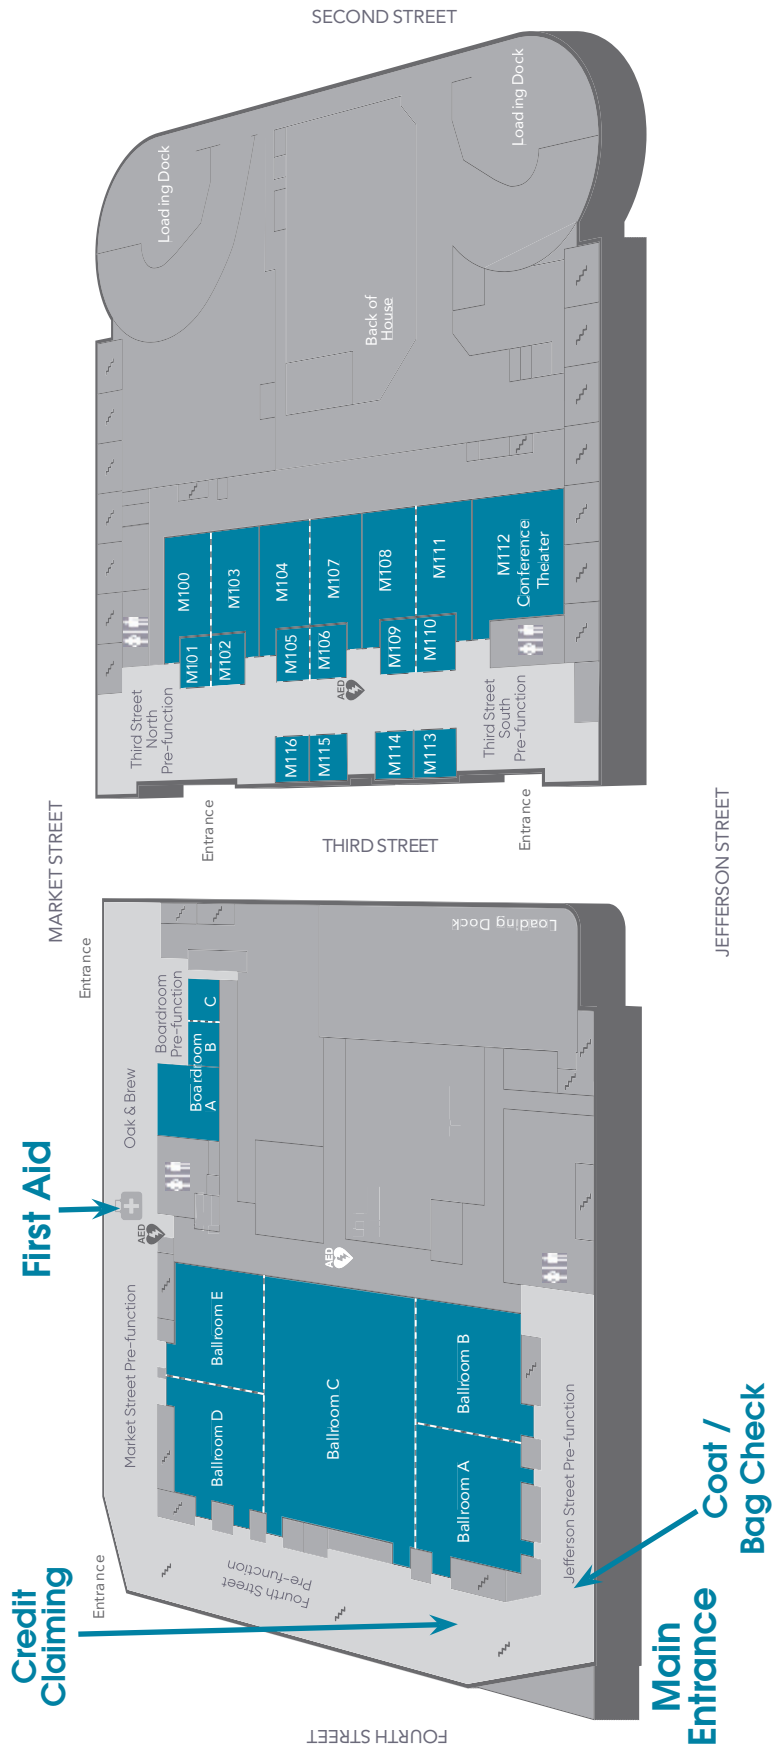 SECOND STREET
Loading Dock
Loading Dock
Back of
House
M100
M103
M104
M107
M108
M111
M112
Conference
Theater
M101
M102
M105
M106
M109
M110
AED
Third Street
North
Pre-function
Third Street
South
Pre-function
M116
M115
M114
M113
Entrance
Entrance
THIRD STREET
MARKET STREET
JEFFERSON STREET
Entrance
Loading Dock
Boardroom
Pre-function
Boardroom
A
B
C
Oak & Brew
First Aid
AED
AED
Market Street Pre-function
Ballroom E
Ballroom D
Ballroom C
Ballroom B
Ballroom A
Jefferson Street Pre-function
Coat /
Bag Check
Fourth Street
Pre-function
Entrance
Credit
Claiming
Main
Entrance
FOURTH STREET